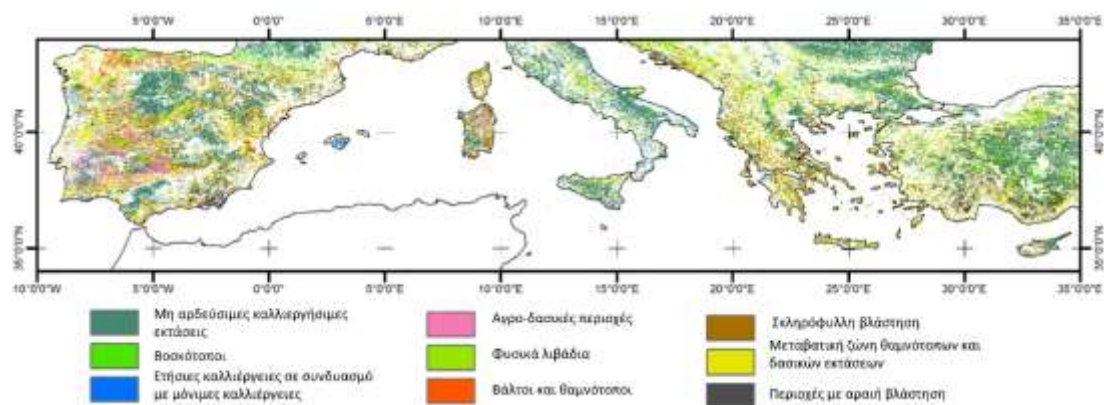 5°0'0"W 0°0'0"E 5°0'0"E 10°0'0"E 15°0'0"E 20°0'0"E 25°0'0"E 30°0'0"E 35°0'0"E
40°0'0"N 40°0'0"N
35°0'0"N 35°0'0"N
10°0'0"W 5°0'0"W 0°0'0"E 5°0'0"E 10°0'0"E 15°0'0"E 20°0'0"E 25°0'0"E 30°0'0"E 35°0'0"E
Μη αρδεύσιμες καλλιεργήσιμες
εκτάσεις
Βοσκότοποι
Ετήσιες καλλιέργειες σε συνδυασμό
με μόνιμες καλλιέργειες
Αγρο-δασικές περιοχές
Φυσικά λιβάδια
Βάλτοι και θαμνότοποι
Σκληρόφυλλη βλάστηση
Μεταβατική ζώνη θαμνότοπων και
δασικών εκτάσεων
Περιοχές με αραιή βλάστηση